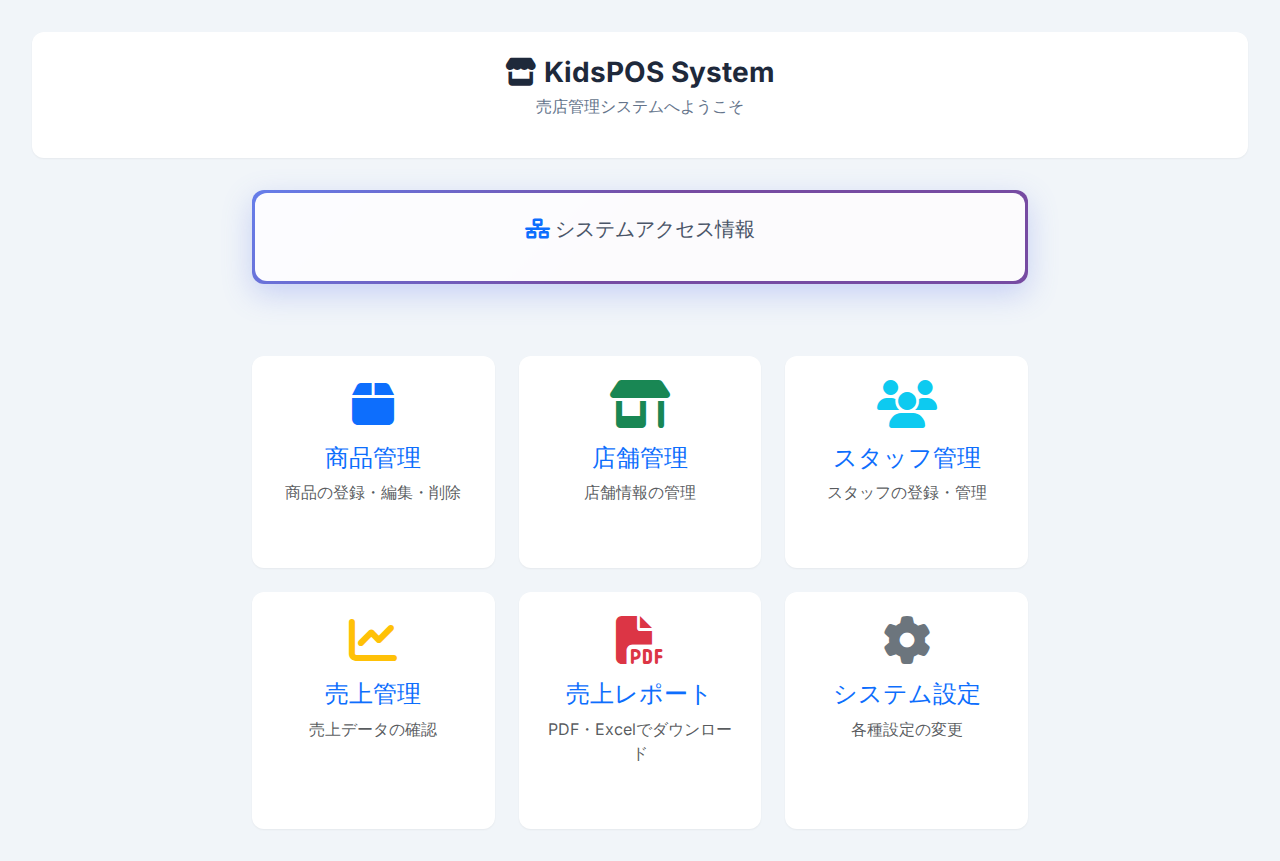 KidsPOS System
売店管理システムへようこそ
システムアクセス情報
商品管理
商品の登録・編集・削除
店舗管理
店舗情報の管理
スタッフ管理
スタッフの登録・管理
売上管理
売上データの確認
PDF
売上レポート
PDF・Excelでダウンロー
ド
システム設定
各種設定の変更